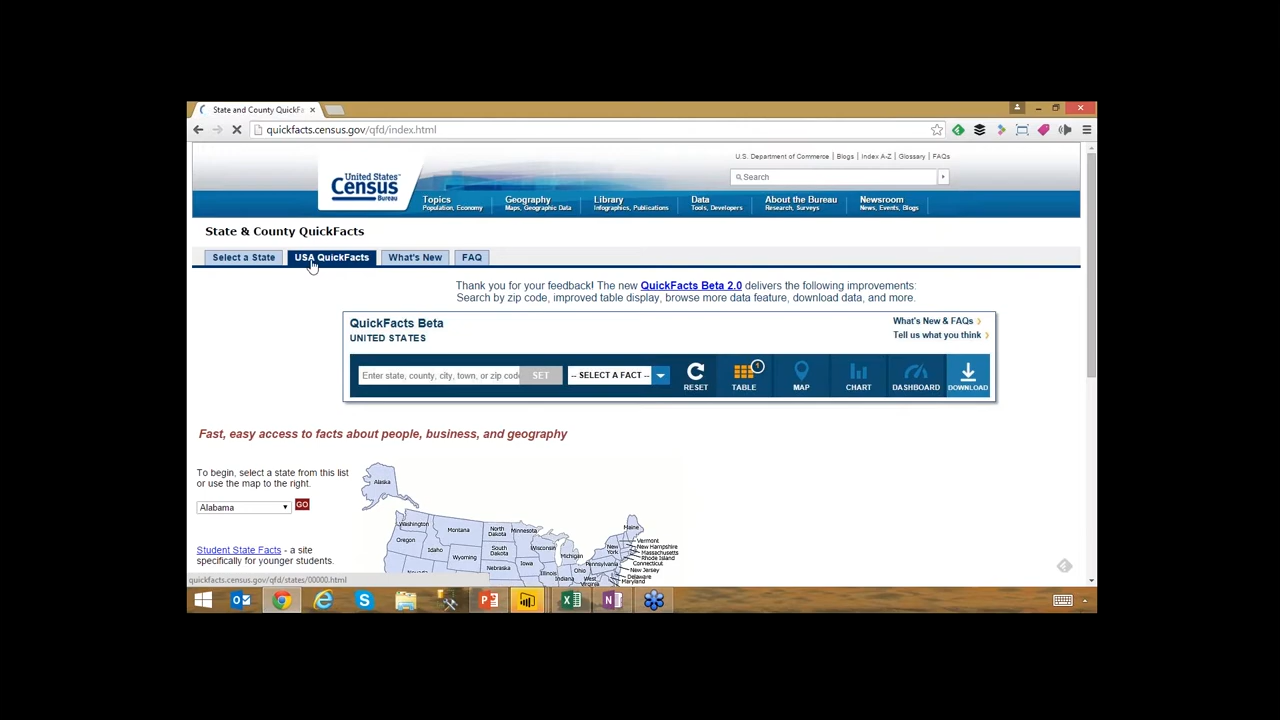 State and County QuickFa
quickfacts.census.gov/qfd/index.html
U.S. Department of Commerce | Blogs | Index A-Z | Glossary | FAQs
United States
Census
Bureau
Search
Topics
Population, Economy
Geography
Maps, Geographic Data
Library
Infographics, Publications
Data
Tools, Developers
About the Bureau
Research, Surveys
Newsroom
News, Events, Blogs
State & County QuickFacts
Select a State
USA QuickFacts
What's New
FAQ
Thank you for your feedback! The new QuickFacts Beta 2.0 delivers the following improvements:
Search by zip code, improved table display, browse more data feature, download data, and more.
QuickFacts Beta
UNITED STATES
What's New & FAQs
Tell us what you think
Enter state, county, city, town, or zip code
SET
-- SELECT A FACT --
RESET
1
TABLE
MAP
CHART
DASHBOARD
DOWNLOAD
Fast, easy access to facts about people, business, and geography
To begin, select a state from this list
or use the map to the right.
Alabama
GO
Student State Facts - a site
specifically for younger students.
Alaska
Washington
Oregon
Idaho
Montana
Wyoming
North
Dakota
South
Dakota
Nebraska
Minnesota
Iowa
Wisconsin
Illinois
Michigan
Indiana
Ohio
West
Virginia
Pennsylvania
New
York
Maine
Vermont
New Hampshire
Massachusetts
Rhode Island
Connecticut
New Jersey
Delaware
Maryland
quickfacts.census.gov/qfd/states/00000.html